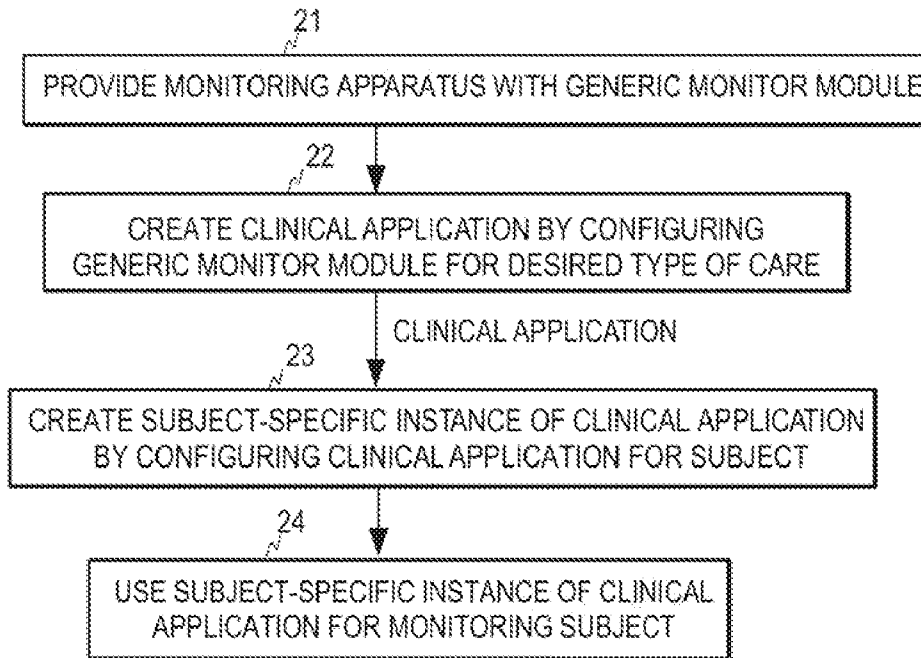 21
PROVIDE MONITORING APPARATUS WITH GENERIC MONITOR MODULE
22
CREATE CLINICAL APPLICATION BY CONFIGURING
GENERIC MONITOR MODULE FOR DESIRED TYPE OF CARE
CLINICAL APPLICATION
23
CREATE SUBJECT-SPECIFIC INSTANCE OF CLINICAL APPLICATION
BY CONFIGURING CLINICAL APPLICATION FOR SUBJECT
24
USE SUBJECT-SPECIFIC INSTANCE OF CLINICAL
APPLICATION FOR MONITORING SUBJECT